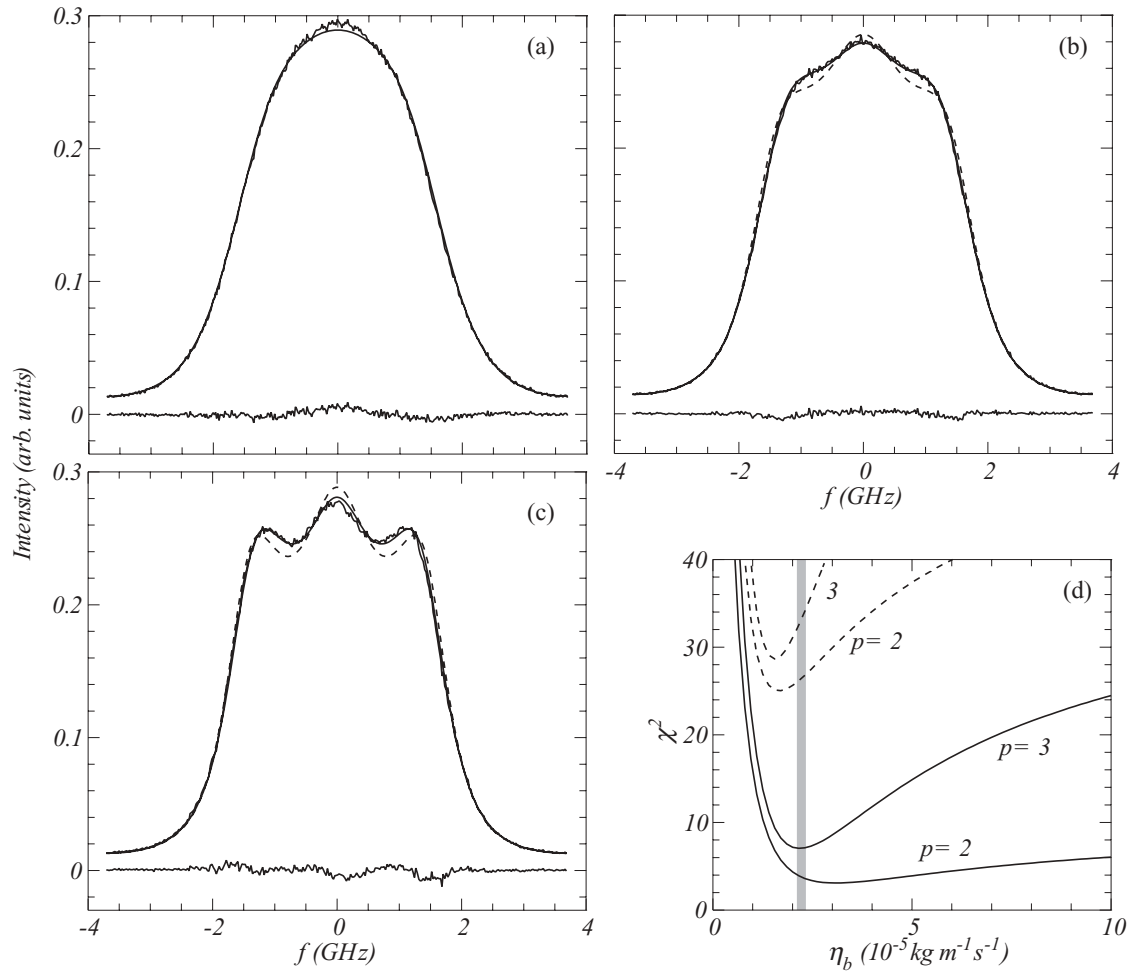 0.3
(a)
0.2
0.1
0
(b)
-4
-2
0
2
4
f (GHz)
Intensity (arb. units)
0.3
(c)
0.2
0.1
0
-4
-2
0
2
4
f (GHz)
40
(d)
3
30
p= 2
χ²
20
p= 3
10
p= 2
0
0
5
10
η_b (10⁻⁵ kg m⁻¹ s⁻¹)